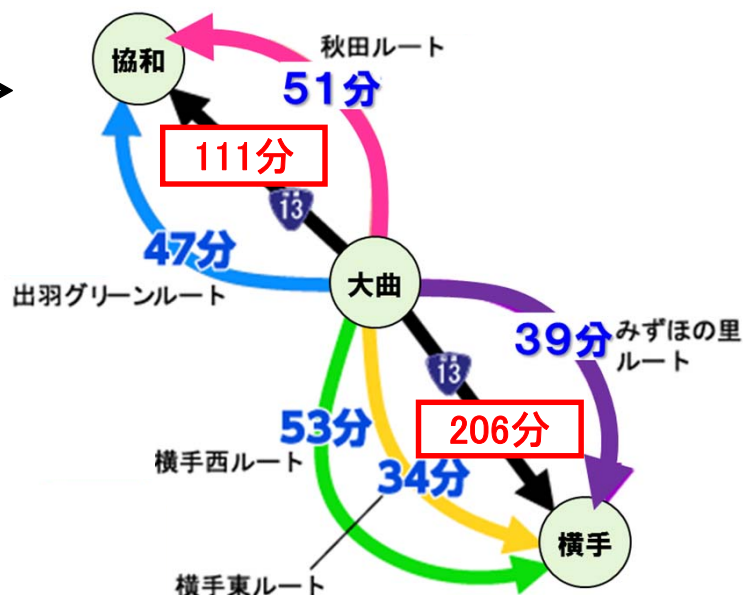 協和
秋田ルート
51分
111分
13
47分
出羽グリーンルート
大曲
39分
みずほの里
ルート
13
206分
53分
横手西ルート
34分
横手東ルート
横手